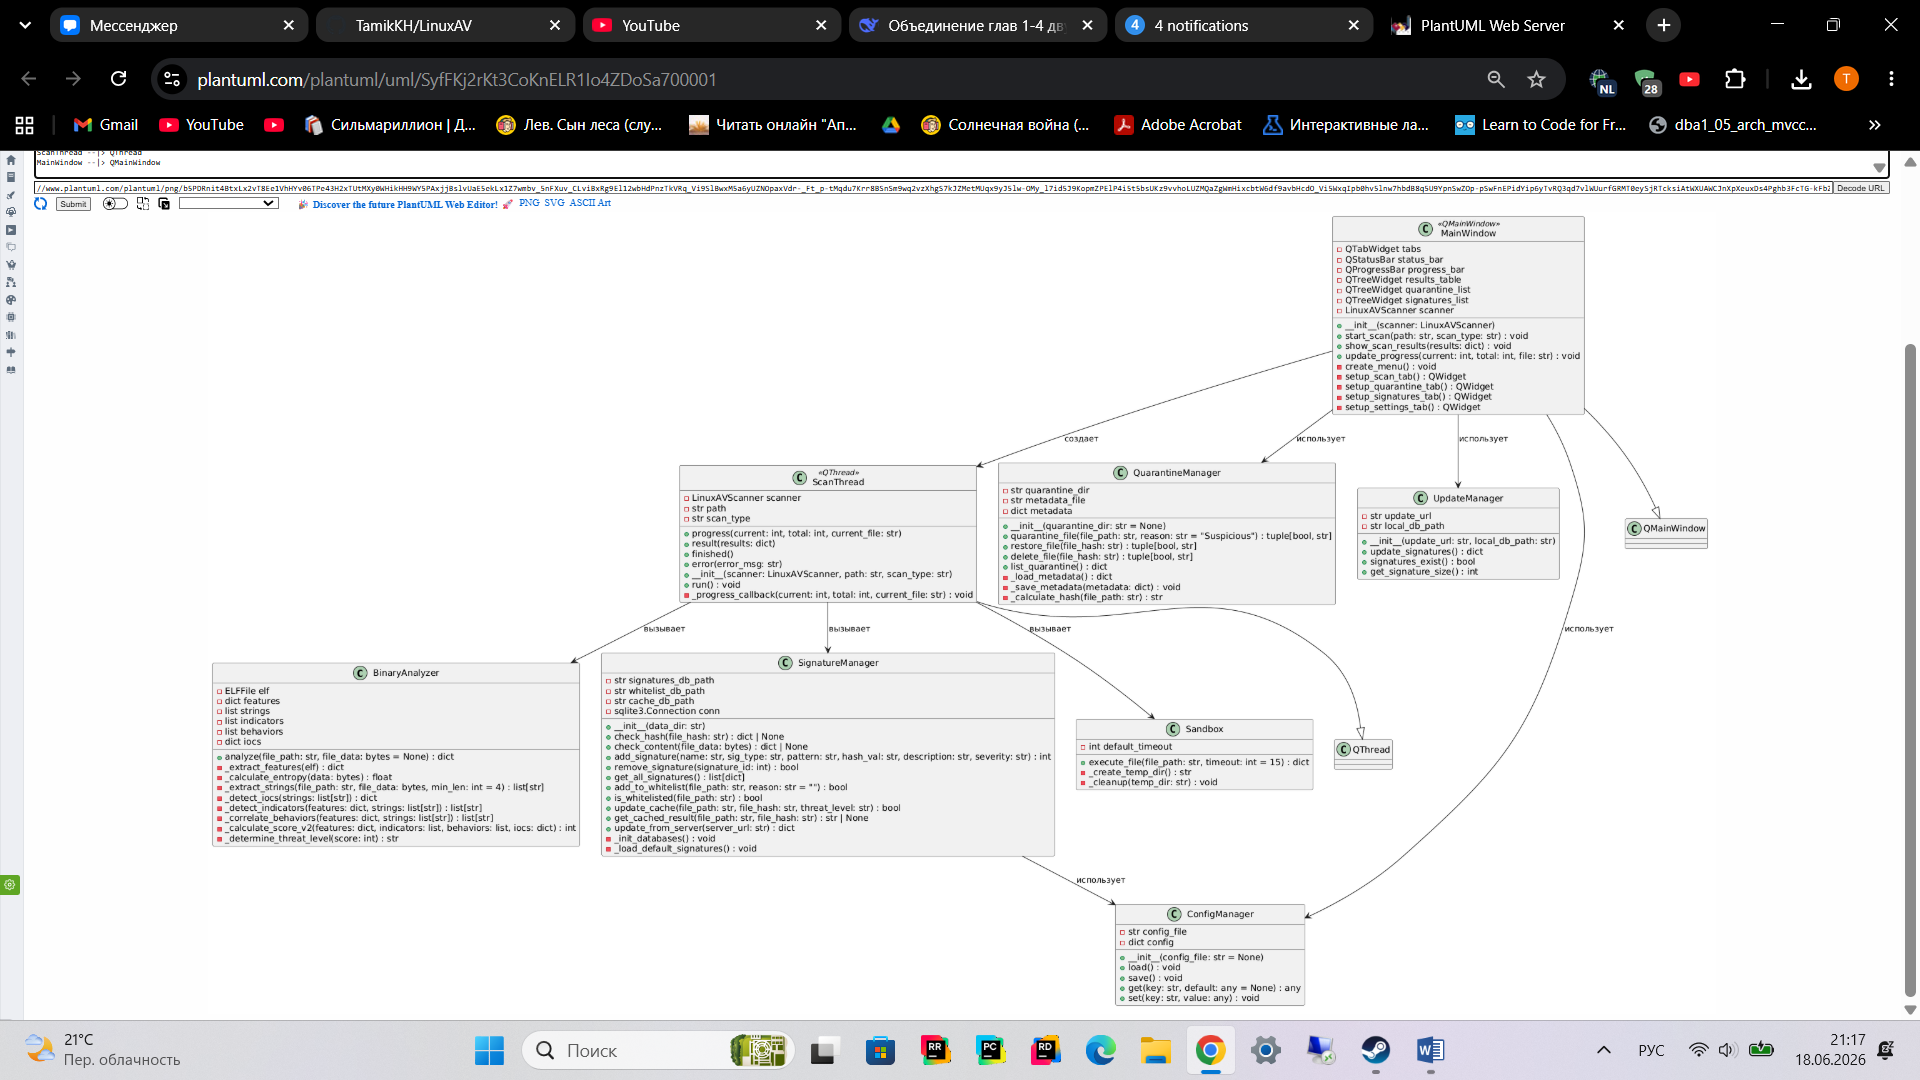 Мессенджер
TamikKH/LinuxAV
YouTube
Объединение глав 1-4 дв
4 notifications
PlantUML Web Server
plantuml.com/plantuml/uml/SyfFKj2rKt3CoKnELR1Io4ZDoSa700001
NL
28
T
Gmail
YouTube
Сильмариллион | Д...
Лев. Сын леса (слу...
Читать онлайн "Ап...
Солнечная война (...
Adobe Acrobat
Интерактивные ла...
Learn to Code for Fr...
dba1_05_arch_mvcc...
ScanThread --|> QThread
MainWindow --|> QMainWindow
Decode URL
Submit
Discover the future PlantUML Web Editor!
PNG SVG ASCII Art
«QMainWindow»
MainWindow
QTabWidget tabs
QStatusBar status_bar
QProgressBar progress_bar
QTreeWidget results_table
QTreeWidget quarantine_list
QTreeWidget signatures_list
LinuxAVScanner scanner
__init__(scanner: LinuxAVScanner)
start_scan(path: str, scan_type: str) : void
show_scan_results(results: dict) : void
update_progress(current: int, total: int, file: str) : void
create_menu() : void
setup_scan_tab() : QWidget
setup_quarantine_tab() : QWidget
setup_signatures_tab() : QWidget
setup_settings_tab() : QWidget
создает
использует
использует
«QThread»
ScanThread
LinuxAVScanner scanner
str path
str scan_type
progress(current: int, total: int, current_file: str)
result(results: dict)
finished()
error(error_msg: str)
__init__(scanner: LinuxAVScanner, path: str, scan_type: str)
run() : void
_progress_callback(current: int, total: int, current_file: str) : void
QuarantineManager
str quarantine_dir
str metadata_file
dict metadata
__init__(quarantine_dir: str = None)
quarantine_file(file_path: str, reason: str = "Suspicious") : tuple[bool, str]
restore_file(file_hash: str) : tuple[bool, str]
delete_file(file_hash: str) : tuple[bool, str]
list_quarantine() : dict
_load_metadata() : dict
_save_metadata(metadata: dict) : void
_calculate_hash(file_path: str) : str
UpdateManager
str update_url
str local_db_path
__init__(update_url: str, local_db_path: str)
update_signatures() : dict
signatures_exist() : bool
get_signature_size() : int
QMainWindow
вызывает
вызывает
вызывает
использует
BinaryAnalyzer
ELFFile elf
dict features
list strings
list indicators
list behaviors
dict iocs
analyze(file_path: str, file_data: bytes = None) : dict
_extract_features(elf) : dict
_calculate_entropy(data: bytes) : float
_extract_strings(file_path: str, file_data: bytes, min_len: int = 4) : list[str]
_detect_iocs(strings: list[str]) : dict
_detect_indicators(features: dict, strings: list[str]) : list[str]
_correlate_behaviors(features: dict, strings: list[str]) : list[str]
_calculate_score_v2(features: dict, indicators: list, behaviors: list, iocs: dict) : int
_determine_threat_level(score: int) : str
SignatureManager
str signatures_db_path
str whitelist_db_path
str cache_db_path
sqlite3.Connection conn
__init__(data_dir: str)
check_hash(file_hash: str) : dict | None
check_content(file_data: bytes) : dict | None
add_signature(name: str, sig_type: str, pattern: str, hash_val: str, description: str, severity: str) : int
remove_signature(signature_id: int) : bool
get_all_signatures() : list[dict]
add_to_whitelist(file_path: str, reason: str = "") : bool
is_whitelisted(file_path: str) : bool
update_cache(file_path: str, file_hash: str, threat_level: str) : bool
get_cached_result(file_path: str, file_hash: str) : str | None
update_from_server(server_url: str) : dict
_init_databases() : void
_load_default_signatures() : void
Sandbox
int default_timeout
execute_file(file_path: str, timeout: int = 15) : dict
_create_temp_dir() : str
_cleanup(temp_dir: str) : void
QThread
использует
ConfigManager
str config_file
dict config
__init__(config_file: str = None)
load() : void
save() : void
get(key: str, default: any = None) : any
set(key: str, value: any) : void
21°C
Пер. облачность
Поиск
РУС
21:17
18.06.2026